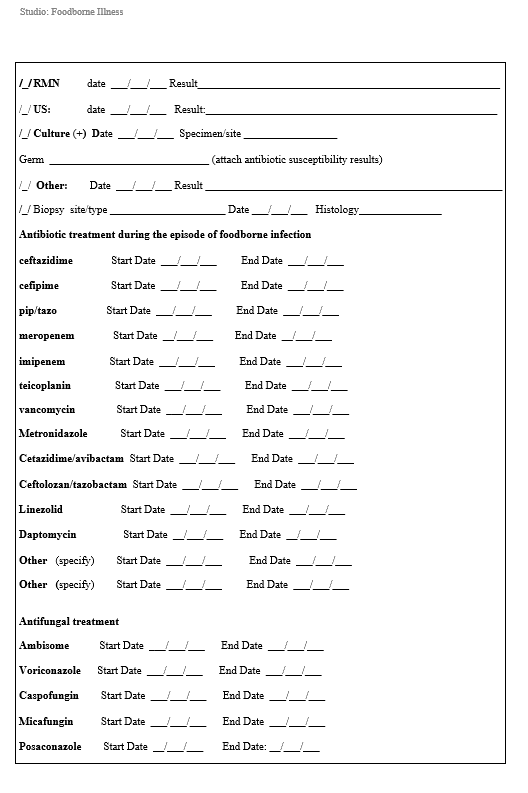 Studio: Foodborne Illness
/_/ RMN date ___/___/___ Result______________________________
/_/ US: date ___/___/___ Result:______________________________
/_/ Culture (+) Date ___/___/___ Specimen/site _________________
Germ _____________________________ (attach antibiotic susceptibility results)
/_/ Other: Date ___/___/___ Result ______________________________
/_/ Biopsy site/type _____________________ Date ___/___/___ Histology_______________
Antibiotic treatment during the episode of foodborne infection
ceftazidime Start Date ___/___/___ End Date ___/___/___
cefipime Start Date ___/___/___ End Date ___/___/___
pip/tazo Start Date ___/___/___ End Date ___/___/___
meropenem Start Date ___/___/___ End Date ___/___/___
imipenem Start Date ___/___/___ End Date ___/___/___
teicoplanin Start Date ___/___/___ End Date ___/___/___
vancomycin Start Date ___/___/___ End Date ___/___/___
Metronidazole Start Date ___/___/___ End Date ___/___/___
Cetazidime/avibactam Start Date ___/___/___ End Date ___/___/___
Ceftolozan/tazobactam Start Date ___/___/___ End Date ___/___/___
Linezolid Start Date ___/___/___ End Date ___/___/___
Daptomycin Start Date ___/___/___ End Date ___/___/___
Other (specify) Start Date ___/___/___ End Date ___/___/___
Other (specify) Start Date ___/___/___ End Date ___/___/___
Antifungal treatment
Ambisome Start Date ___/___/___ End Date ___/___/___
Voriconazole Start Date ___/___/___ End Date ___/___/___
Caspofungin Start Date ___/___/___ End Date ___/___/___
Micafungin Start Date ___/___/___ End Date ___/___/___
Posaconazole Start Date __/___/___ End Date: __/___/___